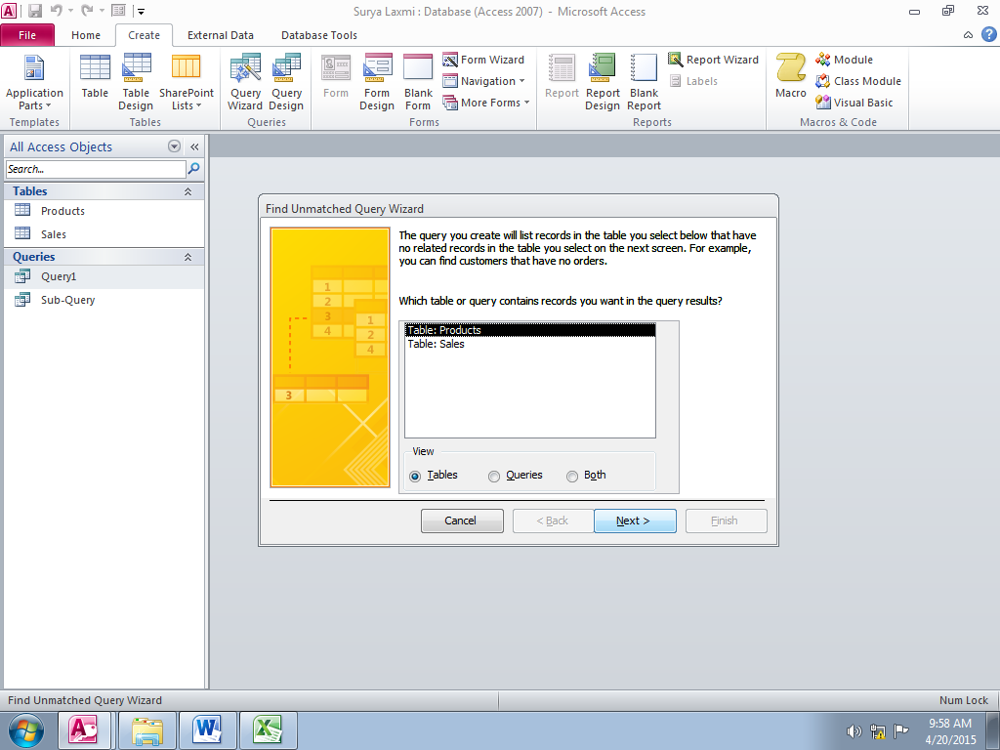 Surya Laxmi : Database (Access 2007) - Microsoft Access
File Home Create External Data Database Tools
Application Parts
Templates
Table
Table Design
SharePoint Lists
Tables
Query Wizard
Query Design
Queries
Form
Form Design
Blank Form
Form Wizard
Navigation
More Forms
Forms
Report
Report Design
Blank Report
Report Wizard
Labels
Reports
Macro
Module
Class Module
Visual Basic
Macros & Code
All Access Objects
Search...
Tables
Products
Sales
Queries
Query1
Sub-Query
Find Unmatched Query Wizard
The query you create will list records in the table you select below that have
no related records in the table you select on the next screen. For example,
you can find customers that have no orders.
Which table or query contains records you want in the query results?
1
2
3
4
1
2
4
3
Table: Products
Table: Sales
View
Tables Queries Both
Cancel < Back Next > Finish
Find Unmatched Query Wizard
Num Lock
9:58 AM
4/20/2015